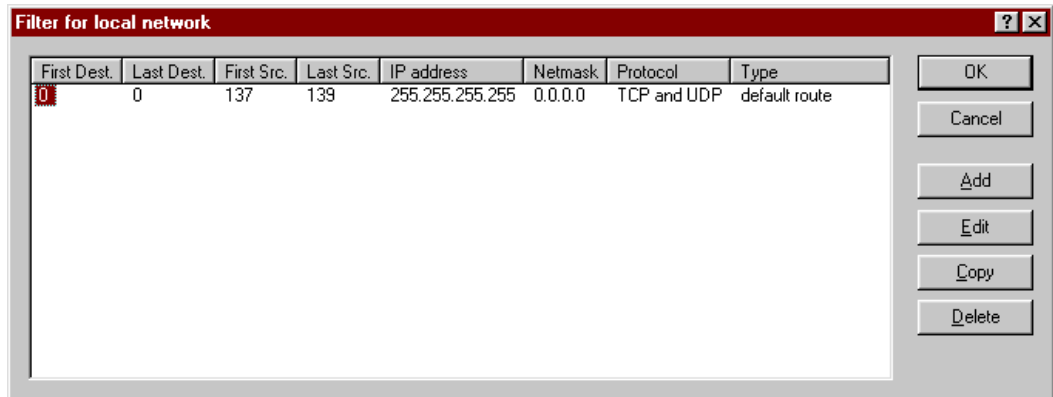 Filter for local network
First Dest. Last Dest. First Src. Last Src. IP address Netmask Protocol Type
0 0 137 139 255.255.255.255 0.0.0.0 TCP and UDP default route
OK
Cancel
Add
Edit
Copy
Delete